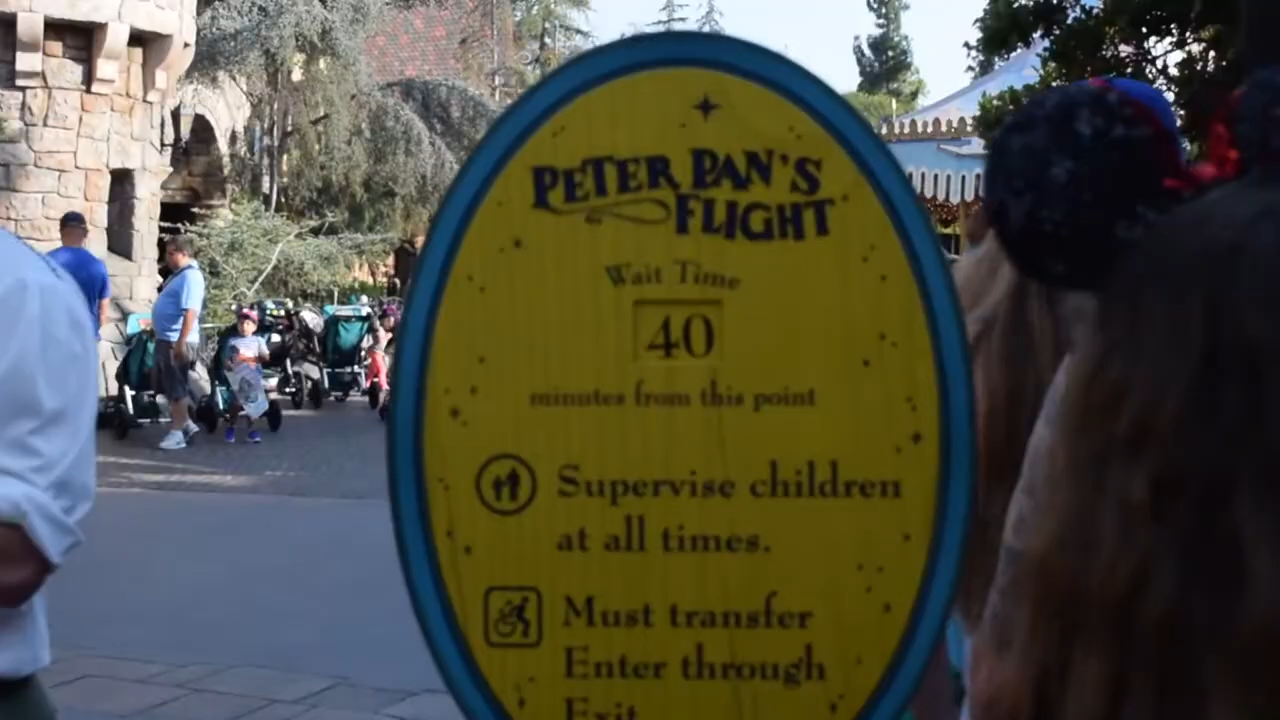 PETER PAN'S
FLIGHT
Wait Time
40
minutes from this point
Supervise children
at all times.
Must transfer
Enter through
Exit